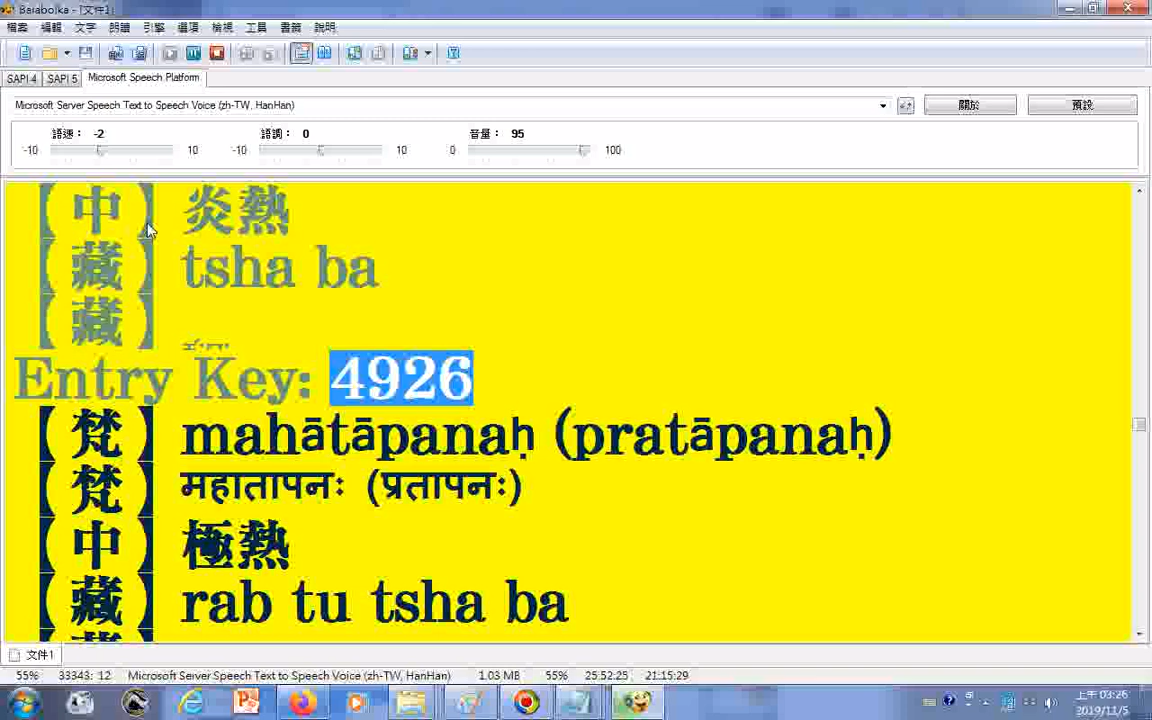 Balabolka - [文件1]
檔案 編輯 文字 朗讀 引擎 選項 檢視 工具 書籤 說明
SAPI 4 SAPI 5 Microsoft Speech Platform
Microsoft Server Speech Text to Speech Voice (zh-TW, HanHan) 關於 預設
語速： -2 語調： 0 音量： 95
-10 10 -10 10 0 100
【中】 炎熱
【藏】 tsha ba
【藏】
Entry Key: 4926
【梵】 mahātāpanaḥ (pratāpanaḥ)
【梵】 महातापनः (प्रतापनः)
【中】 極熱
【藏】 rab tu tsha ba
文件1
55% 33343: 12 Microsoft Server Speech Text to Speech Voice (zh-TW, HanHan) 1.03 MB 55% 25:52:25 21:15:29
上午 03:26
2019/11/5